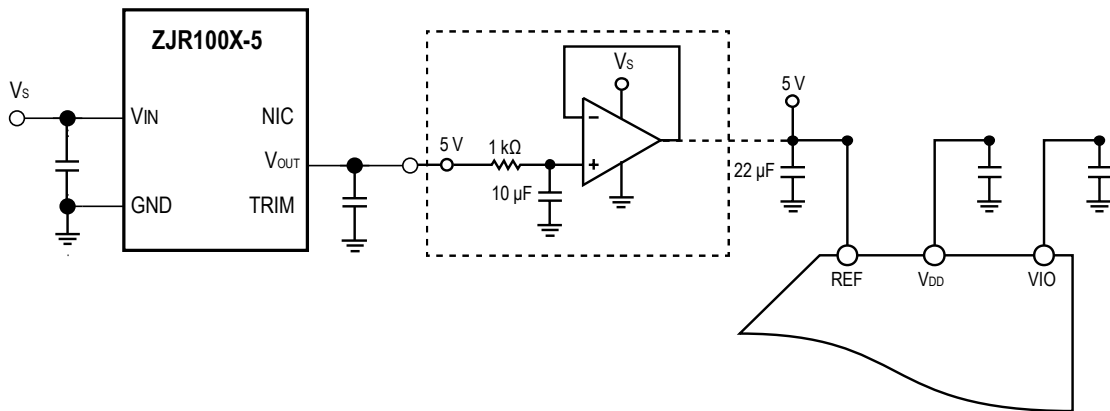 ZJR100X-5
VS
VIN
NIC
VOUT
GND
TRIM
5 V
1 kΩ
10 µF
VS
−
+
5 V
22 µF
REF
VDD
VIO